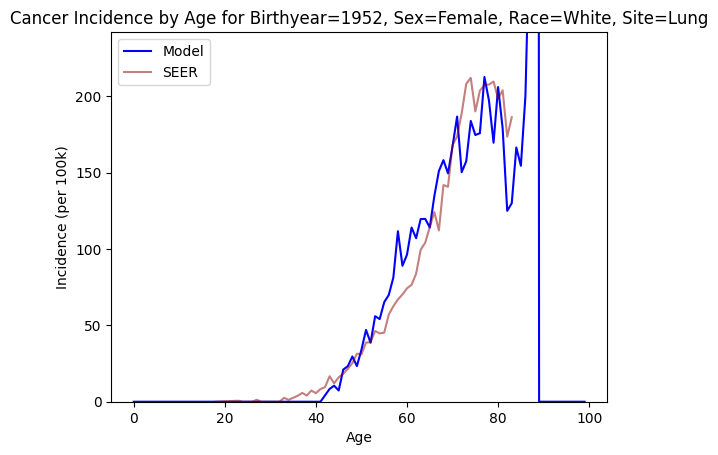 Cancer Incidence by Age for Birthyear=1952, Sex=Female, Race=White, Site=Lung
Model
SEER
200
150
100
50
0
Incidence (per 100k)
0 20 40 60 80 100
Age